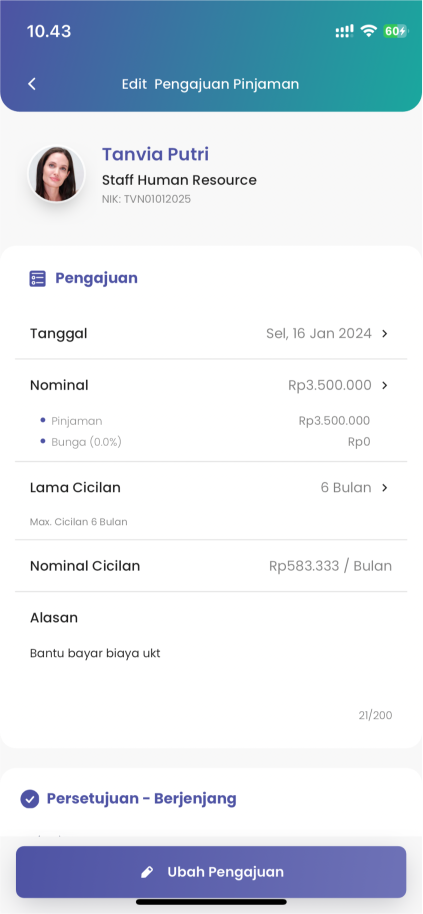 10.43
60
Edit Pengajuan Pinjaman
Tanvia Putri
Staff Human Resource
NIK: TVN01012025
Pengajuan
Tanggal Sel, 16 Jan 2024
Nominal Rp3.500.000
Pinjaman Rp3.500.000
Bunga (0.0%) Rp0
Lama Cicilan 6 Bulan
Max. Cicilan 6 Bulan
Nominal Cicilan Rp583.333 / Bulan
Alasan
Bantu bayar biaya ukt
21/200
Persetujuan - Berjenjang
Ubah Pengajuan